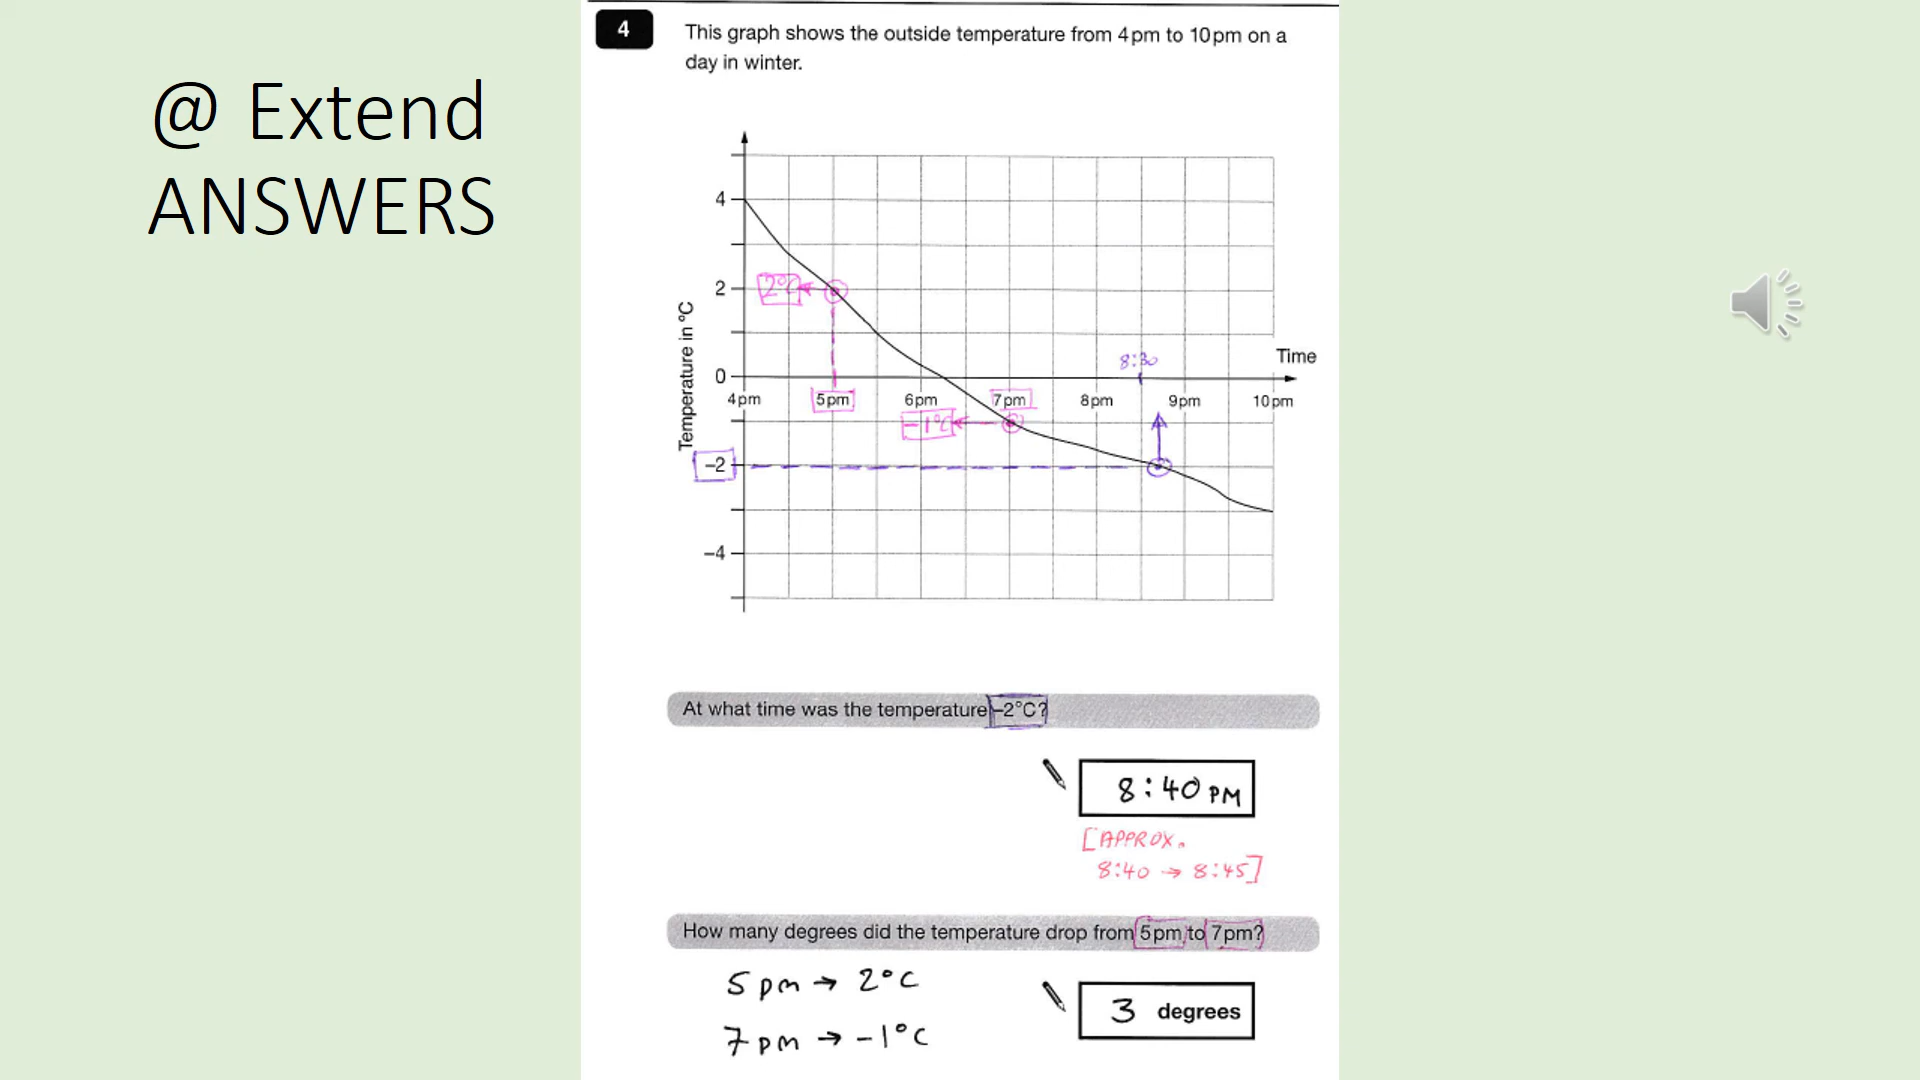 @ Extend
ANSWERS
4
This graph shows the outside temperature from 4pm to 10pm on a
day in winter.
4
2°C
2
Temperature in °C
8:30
Time
0
4pm 5pm 6pm 7pm 8pm 9pm 10pm
-1°C
-2
-4
At what time was the temperature -2°C?
8:40 PM
[APPROX.
8:40 → 8:45]
How many degrees did the temperature drop from 5pm to 7pm?
5pm → 2°C
3 degrees
7pm → -1°C